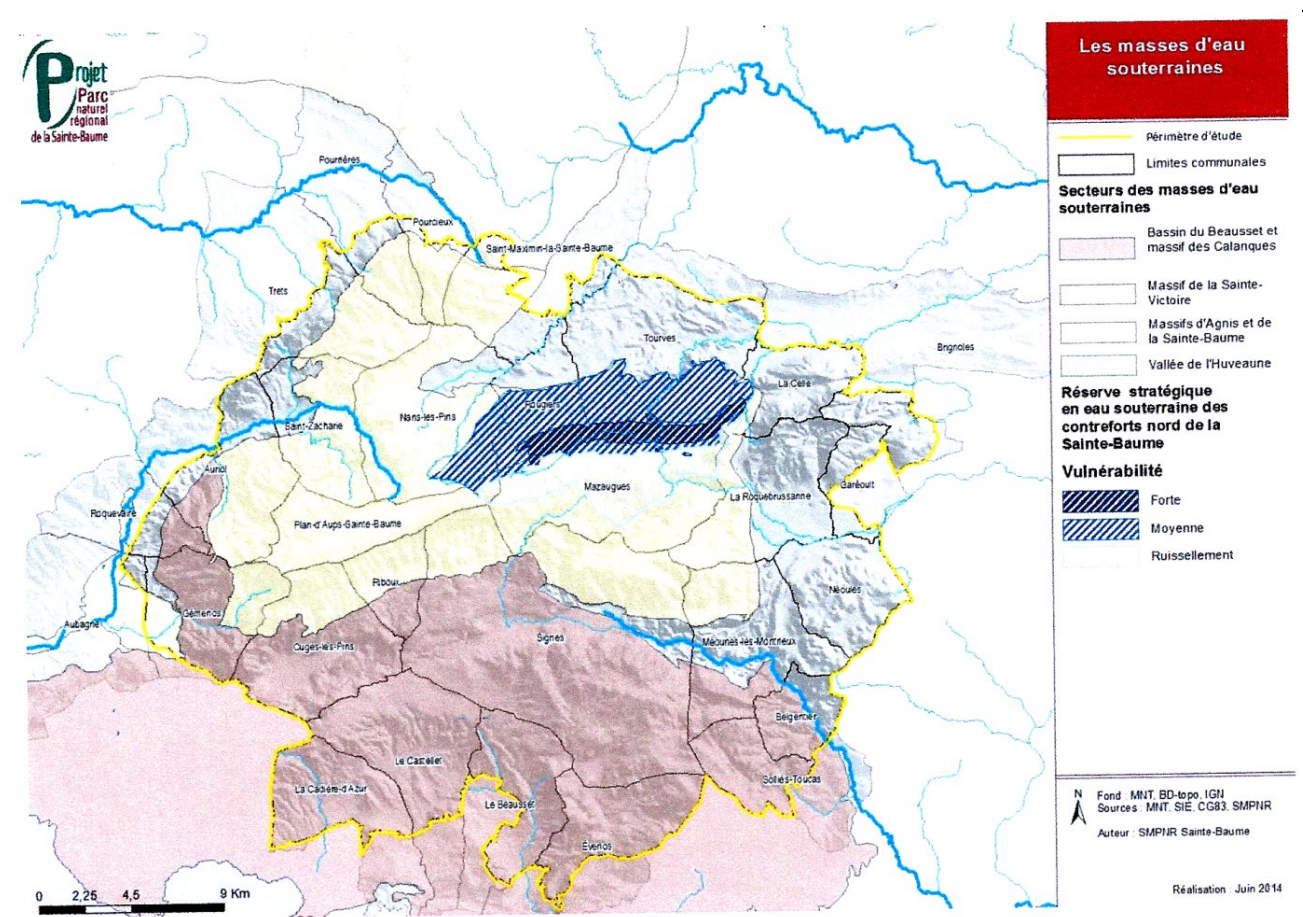 Projet
Parc
naturel
régional
de la Sainte-Baume
Les masses d'eau
souterraines
Périmètre d'étude
Limites communales
Secteurs des masses d'eau
souterraines
Bassin du Beausset et
massif des Calanques
Massif de la Sainte-
Victoire
Massifs d'Agnis et de
la Sainte-Baume
Vallée de l'Huveaune
Réserve stratégique
en eau souterraine des
contreforts nord de la
Sainte-Baume
Vulnérabilité
Forte
Moyenne
Ruissellement
N
Fond : MNT, BD-topo, IGN
Sources : MNT, SIE, CG83, SMPNR
Auteur : SMPNR Sainte-Baume
Réalisation : Juin 2014
Pourrières
Pourcieux
Saint-Maximin-la-Sainte-Baume
Trets
Tourves
Brignoles
La Celle
Nans-les-Pins
Rougiers
Saint-Zacharie
Auriol
Garéoult
Mazaugues
La Roquebrussanne
Roquevaire
Plan-d'Aups-Sainte-Baume
Riboux
Néoules
Gémenos
Aubagne
Signes
Méounes-lès-Montrieux
Cuges-les-Pins
Belgentier
Le Castellet
Solliès-Toucas
La Cadière-d'Azur
Le Beausset
Évenos
0 2,25 4,5 9 Km